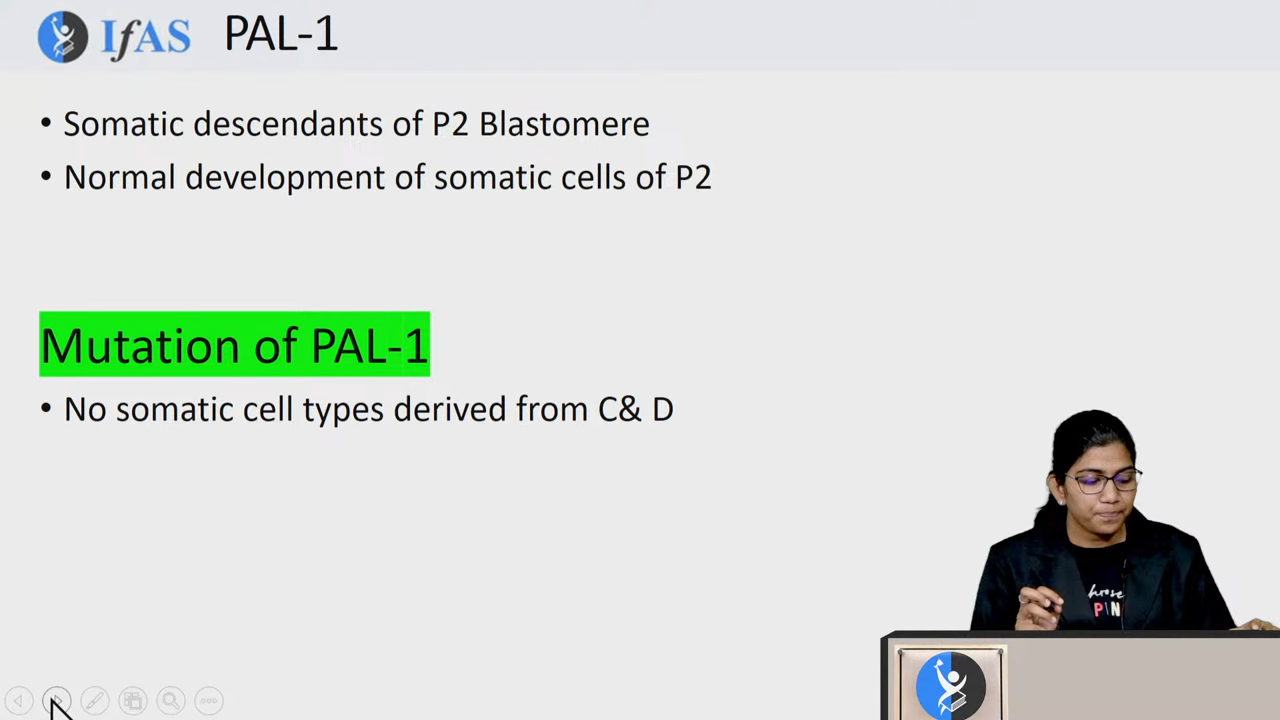 IfAS PAL-1
• Somatic descendants of P2 Blastomere
• Normal development of somatic cells of P2
Mutation of PAL-1
• No somatic cell types derived from C& D
PIN